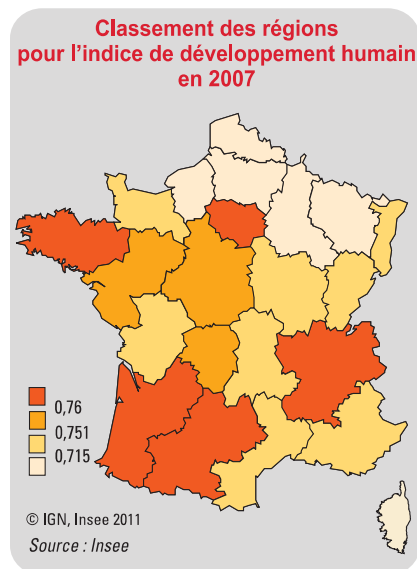 Classement des régions
pour l'indice de développement humain
en 2007
0,76
0,751
0,715
© IGN, Insee 2011
Source : Insee